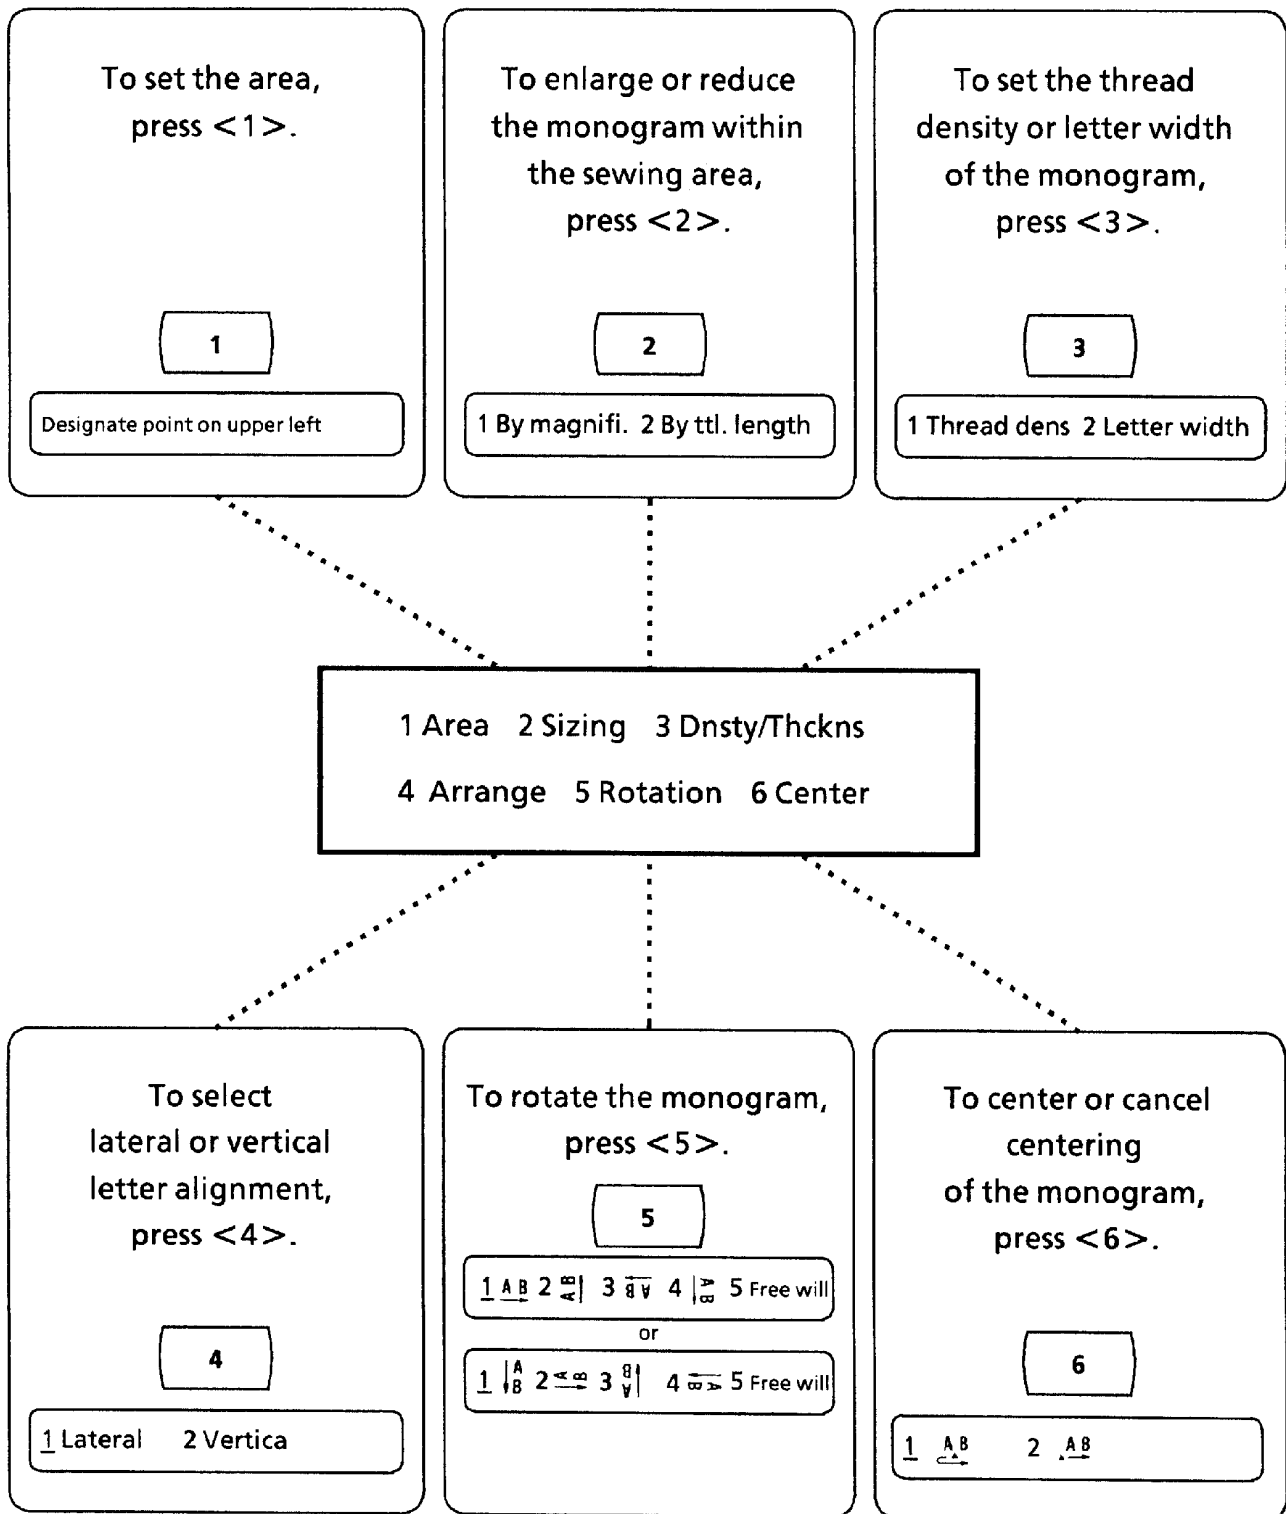 To set the area,
press <1>.
1
Designate point on upper left
To enlarge or reduce
the monogram within
the sewing area,
press <2>.
2
1 By magnifi. 2 By ttl. length
To set the thread
density or letter width
of the monogram,
press <3>.
3
1 Thread dens 2 Letter width
1 Area 2 Sizing 3 Dnsty/Thckns
4 Arrange 5 Rotation 6 Center
To select
lateral or vertical
letter alignment,
press <4>.
4
1 Lateral 2 Vertica
To rotate the monogram,
press <5>.
5
1 A B 2 A B 3 A B 4 A B 5 Free will
or
1 A B 2 A B 3 A B 4 A B 5 Free will
To center or cancel
centering
of the monogram,
press <6>.
6
1 A B 2 A B